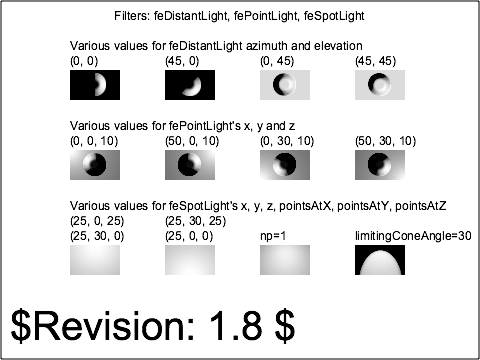 Filters: feDistantLight, fePointLight, feSpotLight
Various values for feDistantLight azimuth and elevation
(0, 0) (45, 0) (0, 45) (45, 45)
Various values for fePointLight's x, y and z
(0, 0, 10) (50, 0, 10) (0, 30, 10) (50, 30, 10)
Various values for feSpotLight's x, y, z, pointsAtX, pointsAtY, pointsAtZ
(25, 0, 25) (25, 30, 25)
(25, 30, 0) (25, 0, 0) np=1 limitingConeAngle=30
$Revision: 1.8 $